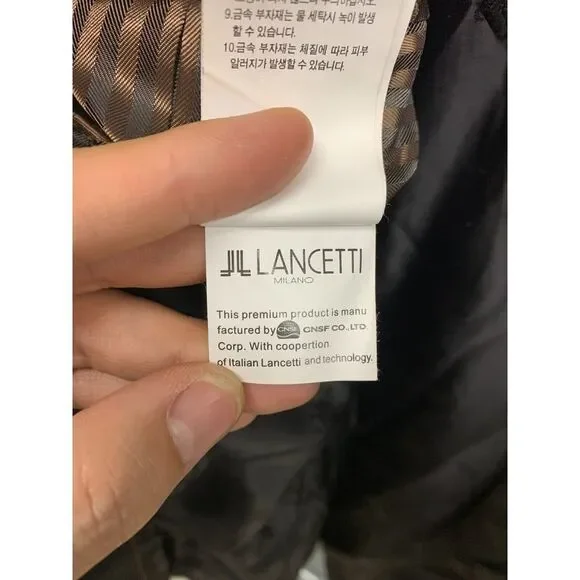 9.금속 부자재는 물 세탁시 녹이 발생
할 수 있습니다.
10.금속 부자재는 체질에 따라 피부
알러지가 발생할 수 있습니다.
LANCETTI
MILANO
This premium product is manu
factured by CNSF CNSF CO.,LTD.
Corp. With coopertion
of Italian Lancetti and technology.